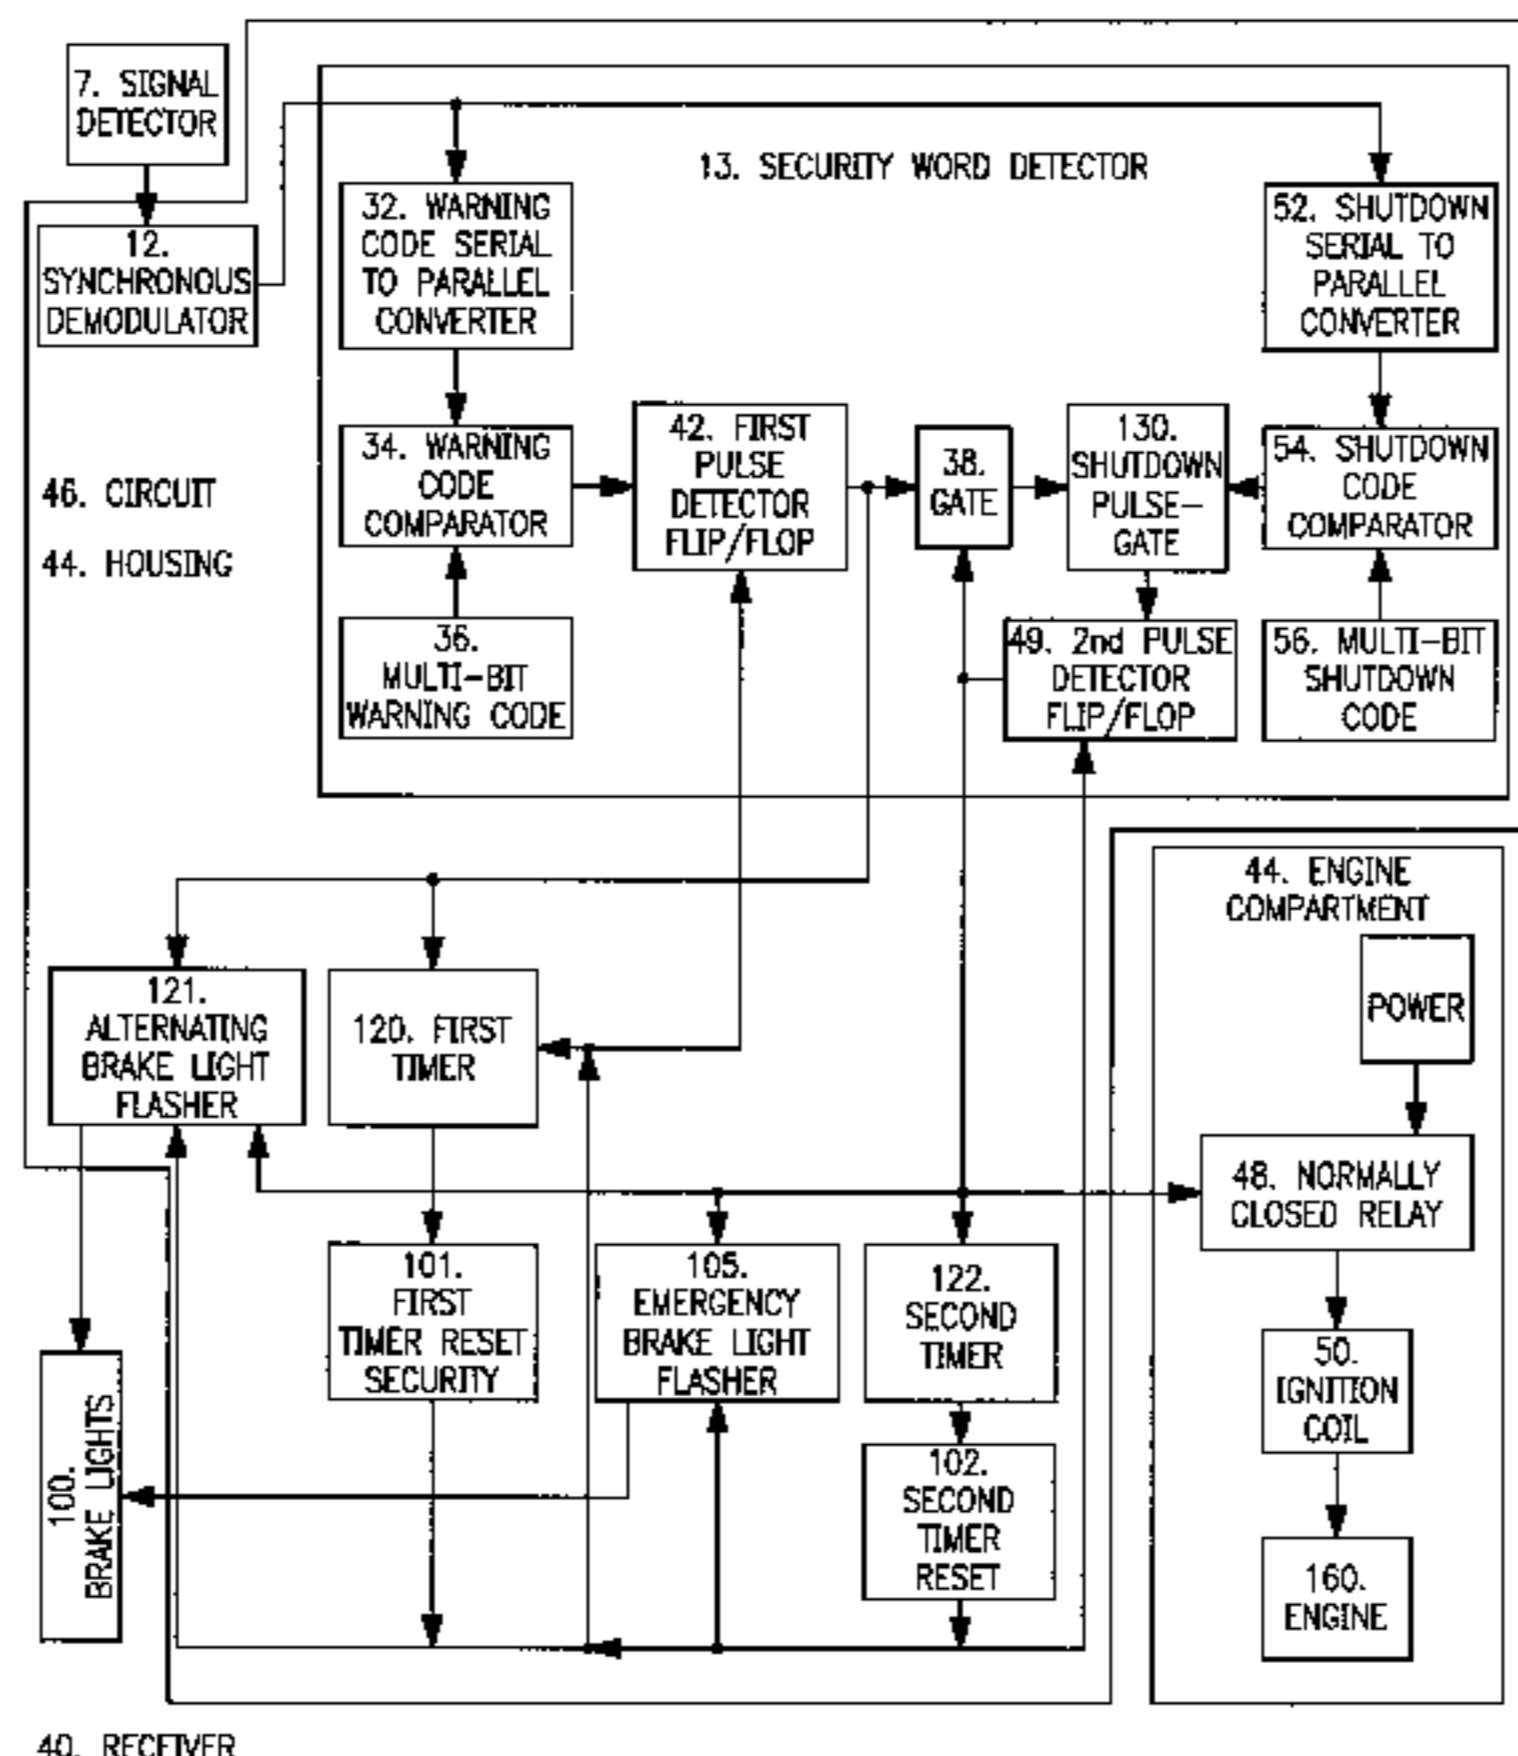 7. SIGNAL
DETECTOR
12.
SYNCHRONOUS
DEMODULATOR
13. SECURITY WORD DETECTOR
32. WARNING
CODE SERIAL
TO PARALLEL
CONVERTER
52. SHUTDOWN
SERIAL TO
PARALLEL
CONVERTER
34. WARNING
CODE
COMPARATOR
42. FIRST
PULSE
DETECTOR
FLIP/FLOP
38.
GATE
130.
SHUTDOWN
PULSE-
GATE
54. SHUTDOWN
CODE
COMPARATOR
46. CIRCUIT
44. HOUSING
36.
MULTI-BIT
WARNING CODE
49. 2nd PULSE
DETECTOR
FLIP/FLOP
56. MULTI-BIT
SHUTDOWN
CODE
44. ENGINE
COMPARTMENT
POWER
121.
ALTERNATING
BRAKE LIGHT
FLASHER
120. FIRST
TIMER
48. NORMALLY
CLOSED RELAY
101.
FIRST
TIMER RESET
SECURITY
105.
EMERGENCY
BRAKE LIGHT
FLASHER
122.
SECOND
TIMER
50.
IGNITION
COIL
100.
BRAKE LIGHTS
102.
SECOND
TIMER
RESET
160.
ENGINE
40. RECEIVER